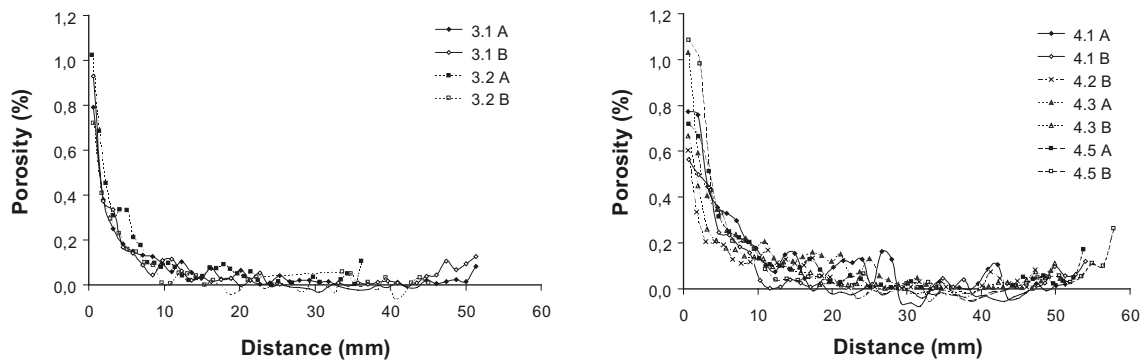 1,2
1,0
0,8
0,6
0,4
0,2
0,0
Porosity (%)
0 10 20 30 40 50 60
Distance (mm)
3.1 A
3.1 B
3.2 A
3.2 B
1,2
1,0
0,8
0,6
0,4
0,2
0,0
Porosity (%)
0 10 20 30 40 50 60
Distance (mm)
4.1 A
4.1 B
4.2 B
4.3 A
4.3 B
4.5 A
4.5 B